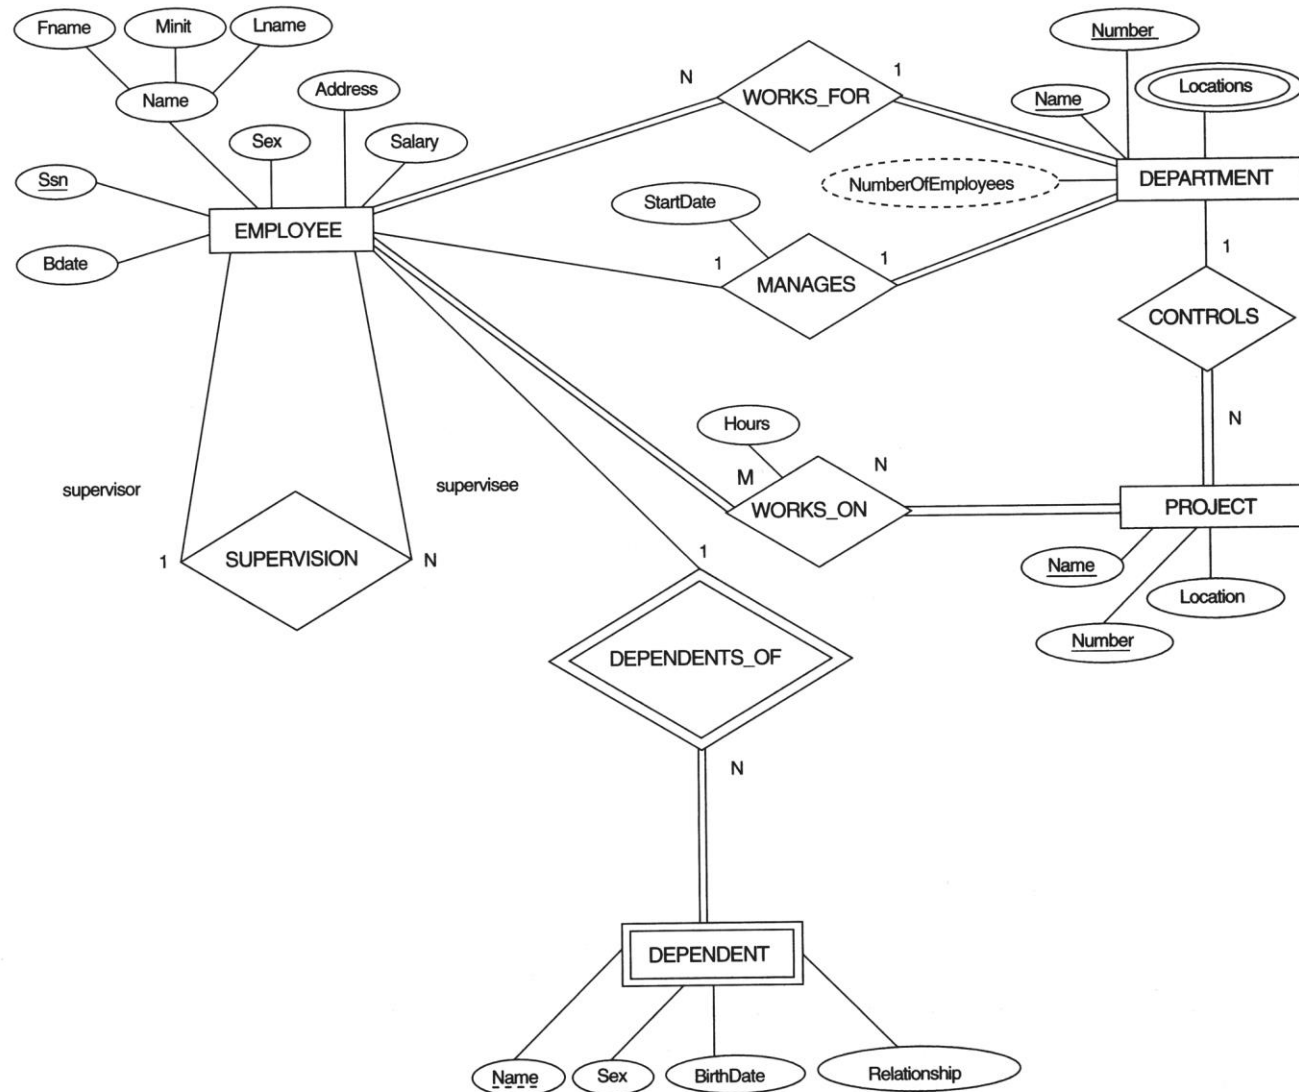 Fname
Minit
Lname
Number
N
1
Address
WORKS_FOR
Locations
Name
Name
Sex
Salary
Ssn
NumberOfEmployees
DEPARTMENT
StartDate
EMPLOYEE
1
Bdate
1
1
MANAGES
CONTROLS
Hours
N
M
N
supervisor
supervisee
WORKS_ON
PROJECT
1
SUPERVISION
N
1
Name
Location
Number
DEPENDENTS_OF
N
DEPENDENT
Name
Sex
BirthDate
Relationship